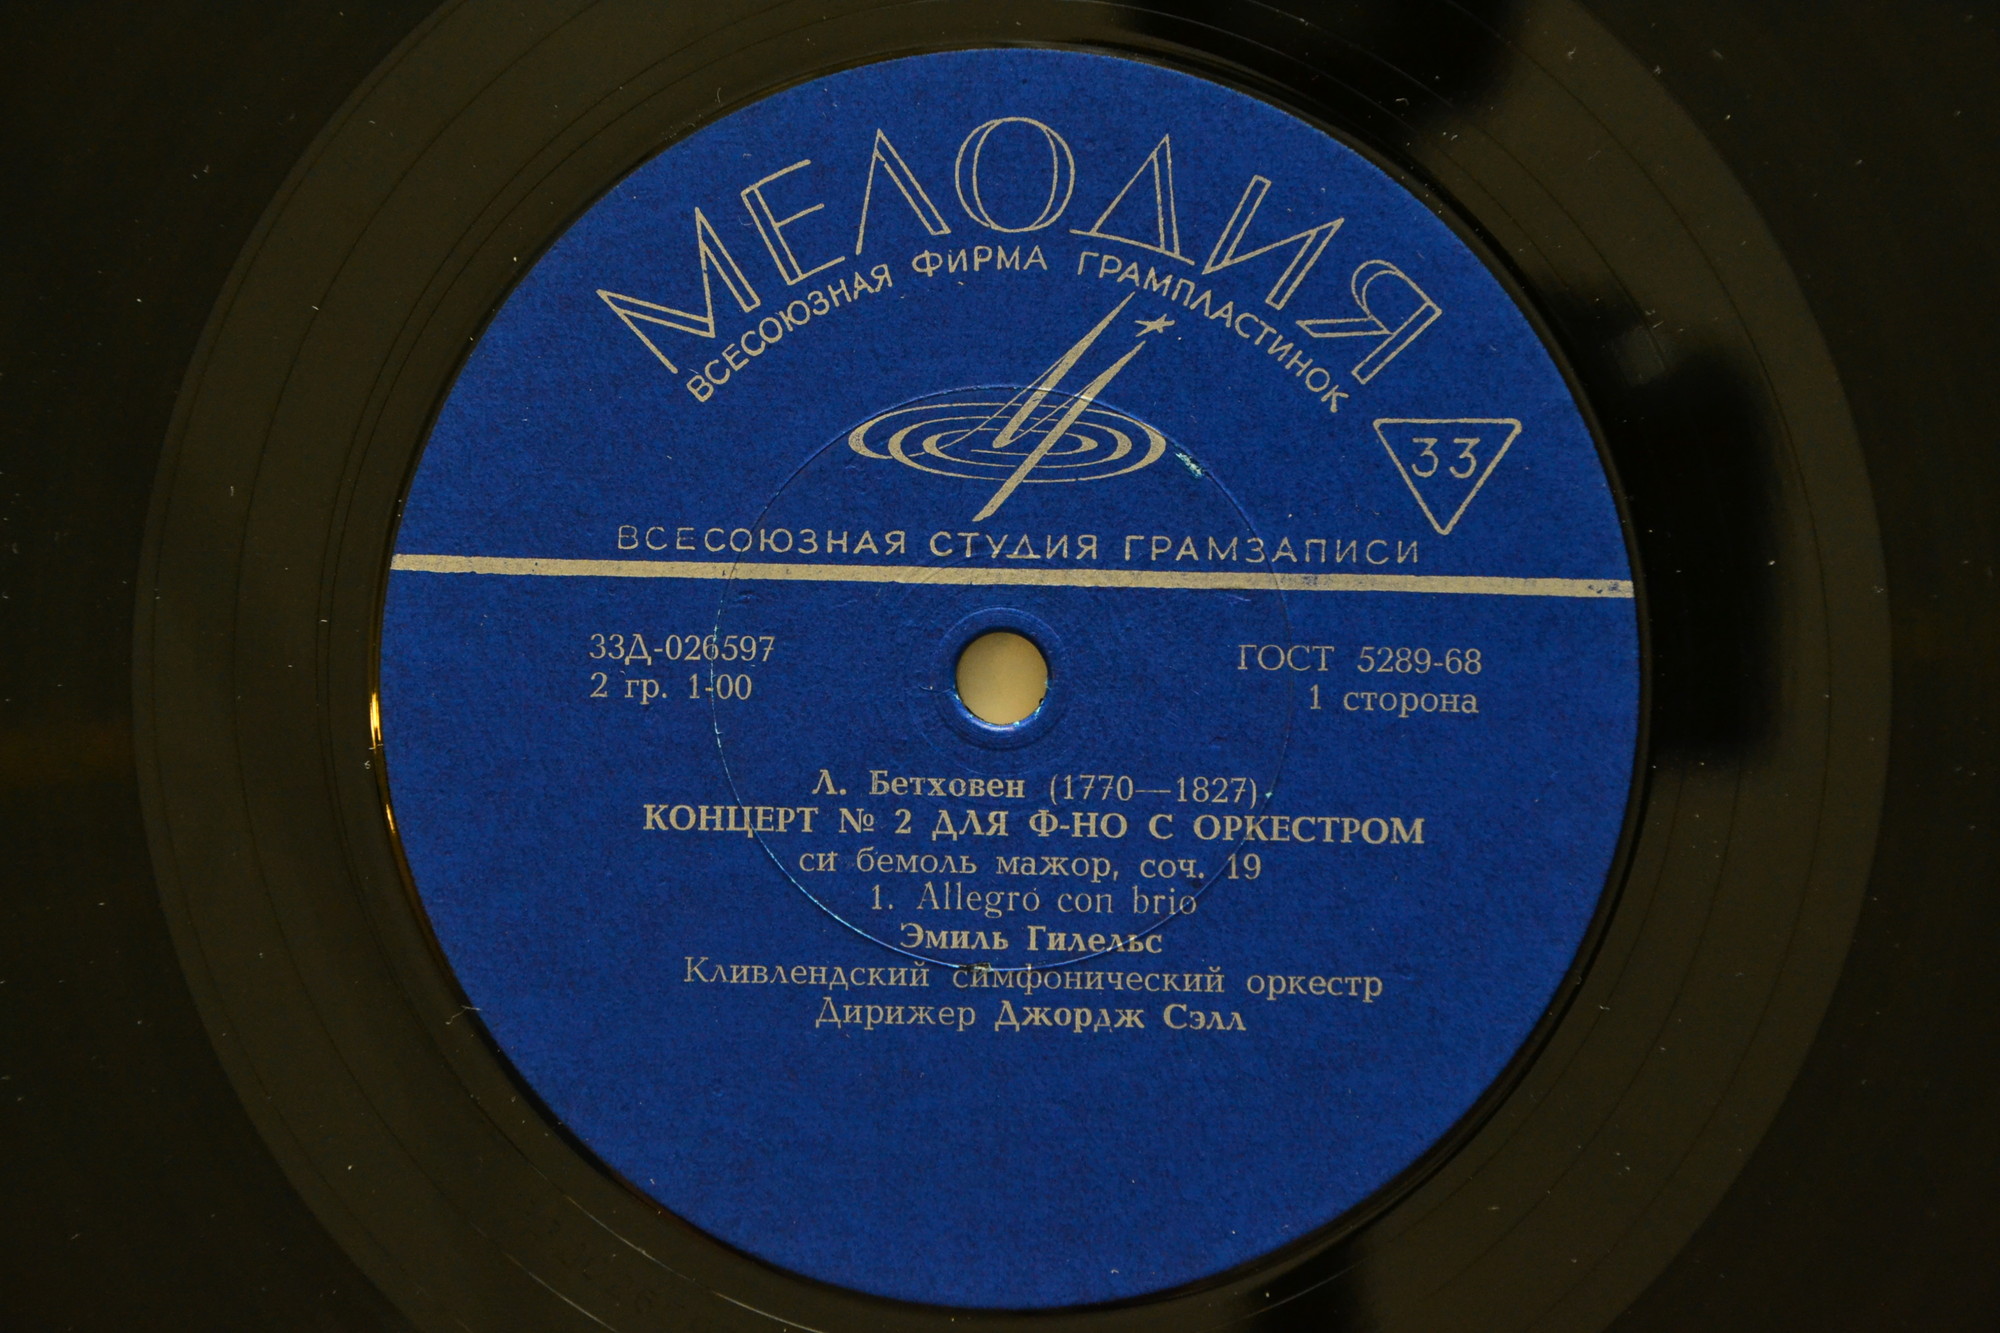 МЕЛОДИЯ
ВСЕСОЮЗНАЯ ФИРМА ГРАМПЛАСТИНОК
33
ВСЕСОЮЗНАЯ СТУДИЯ ГРАМЗАПИСИ
33Д-026597
2 гр. 1-00
ГОСТ 5289-68
1 сторона
Л. Бетховен (1770—1827)
КОНЦЕРТ № 2 ДЛЯ Ф-НО С ОРКЕСТРОМ
си бемоль мажор, соч. 19
1. Allegro con brio
Эмиль Гилельс
Кливлендский симфонический оркестр
Дирижер Джордж Сэлл